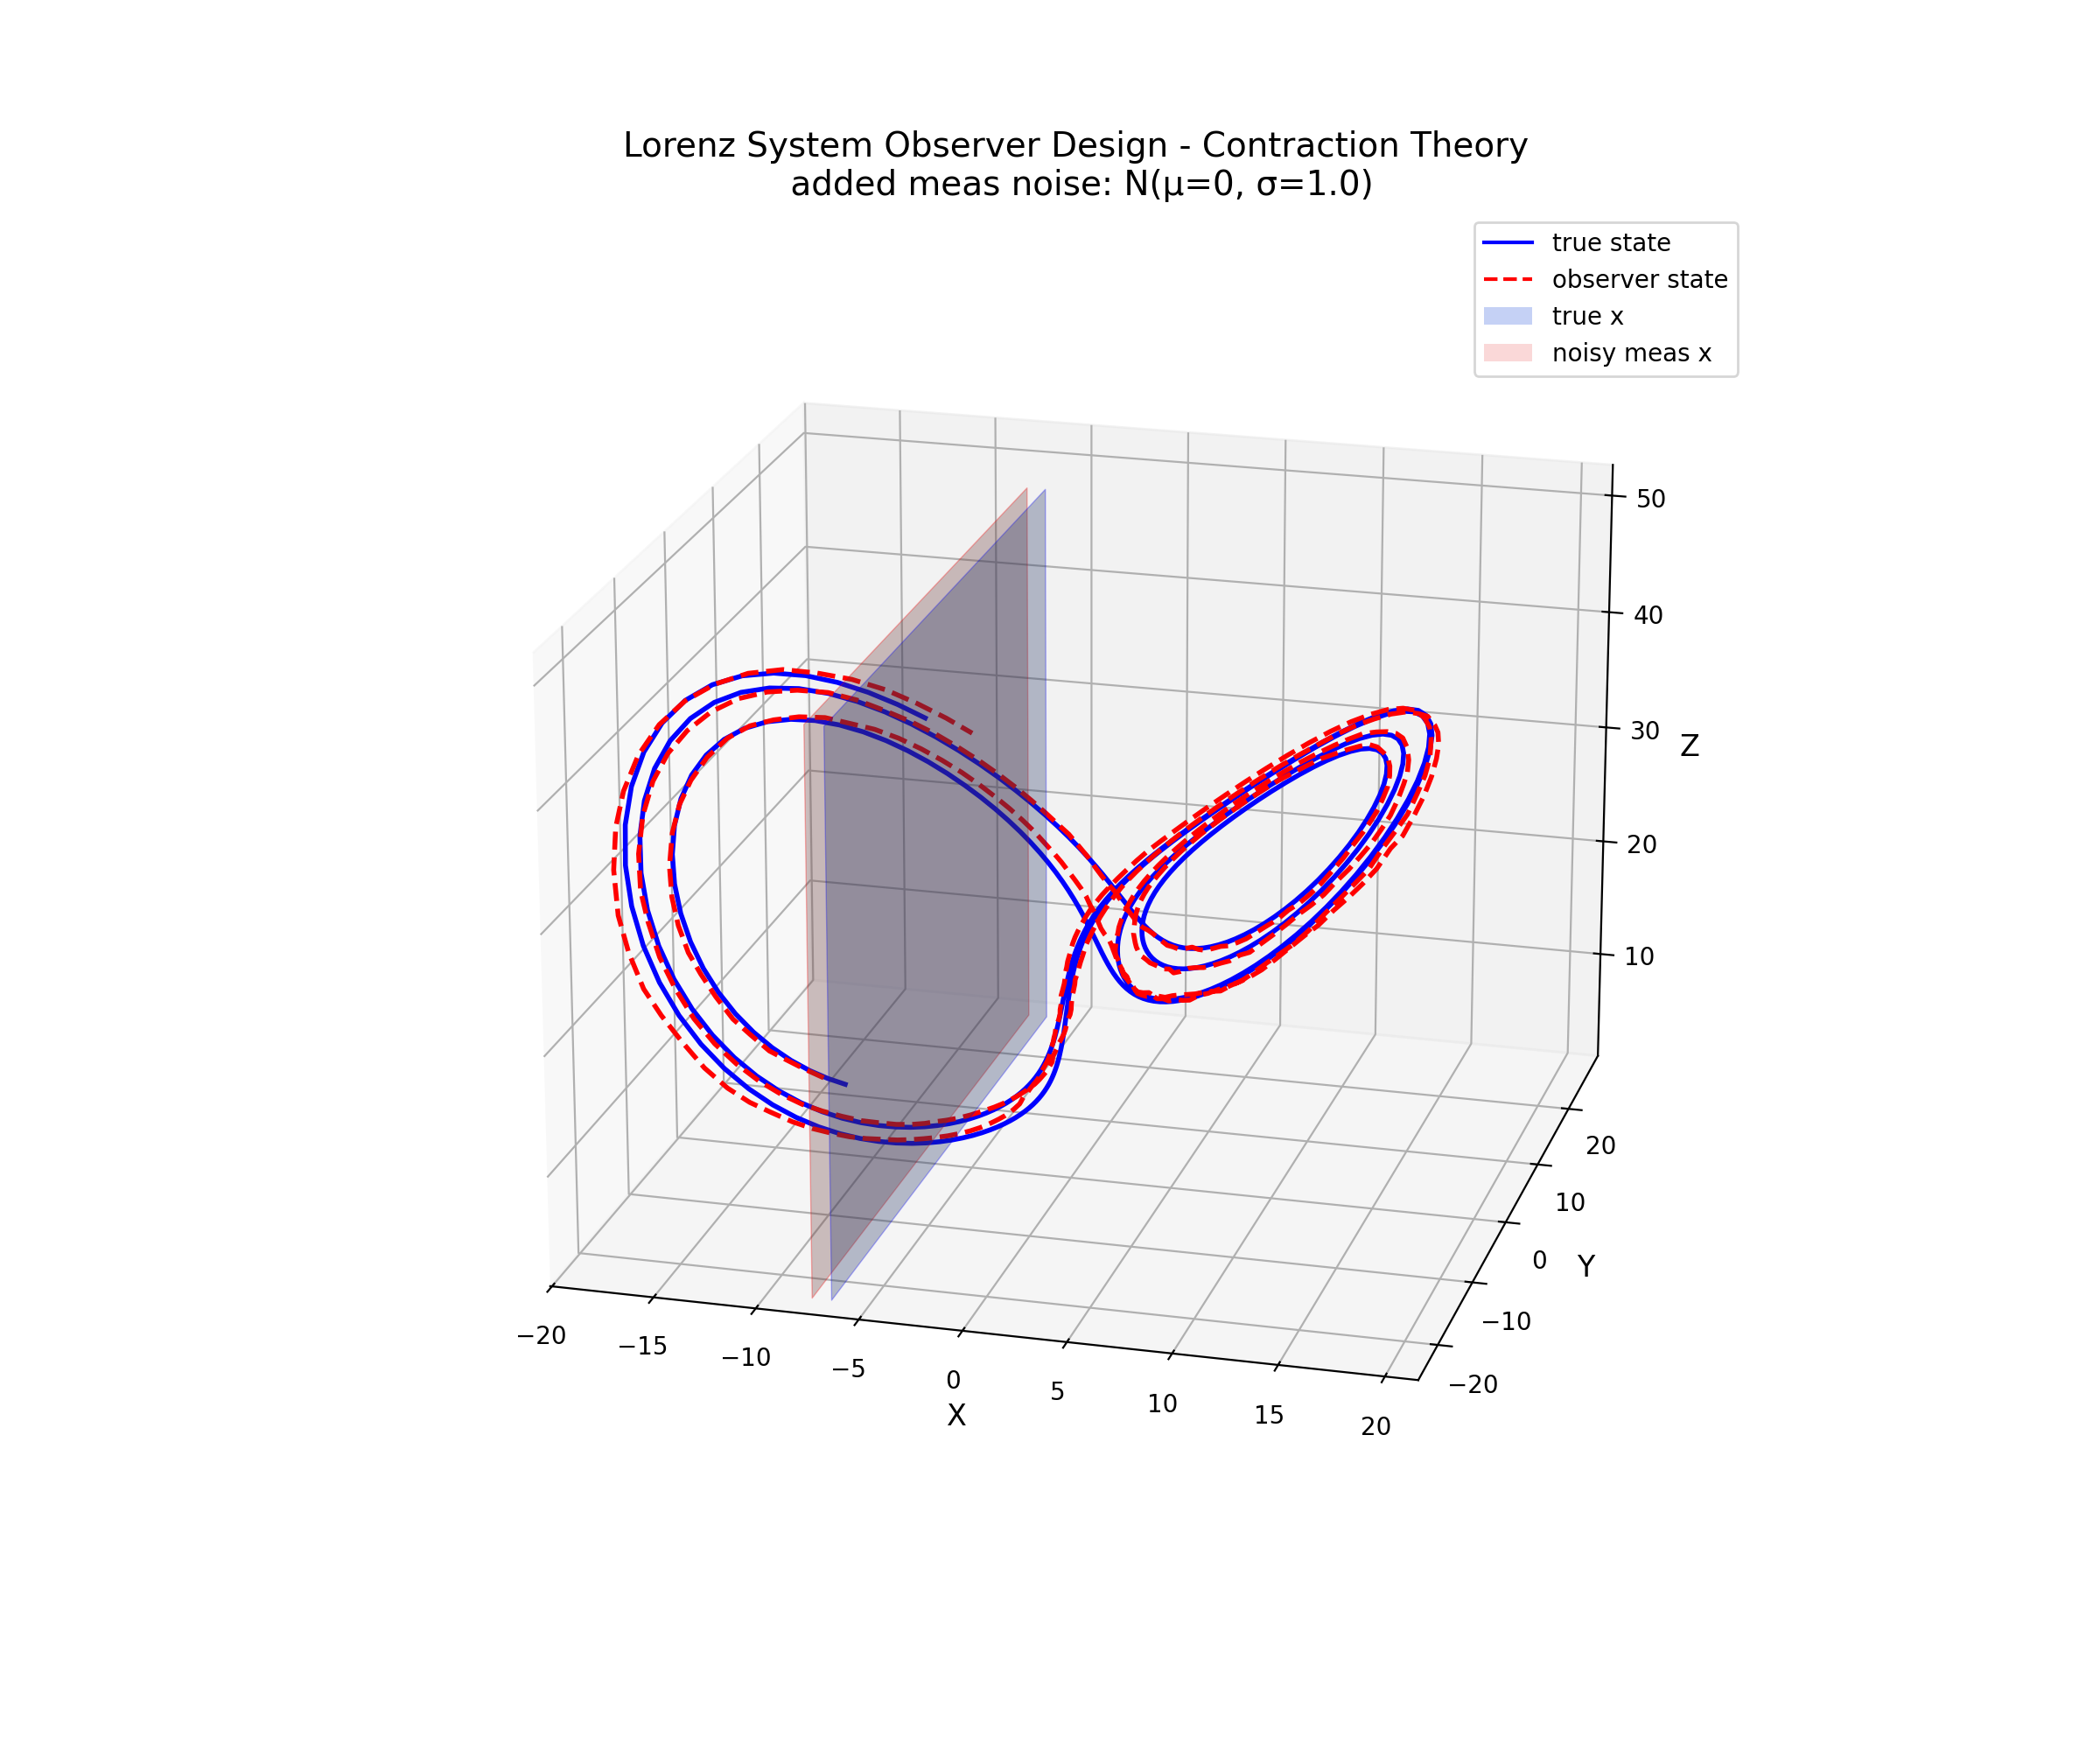 Lorenz System Observer Design - Contraction Theory
added meas noise: N(μ=0, σ=1.0)
true state
observer state
true x
noisy meas x
50
40
30
Z
20
10
20
10
0
Y
−10
−20
−20
−15
−10
−5
0
5
10
15
20
X